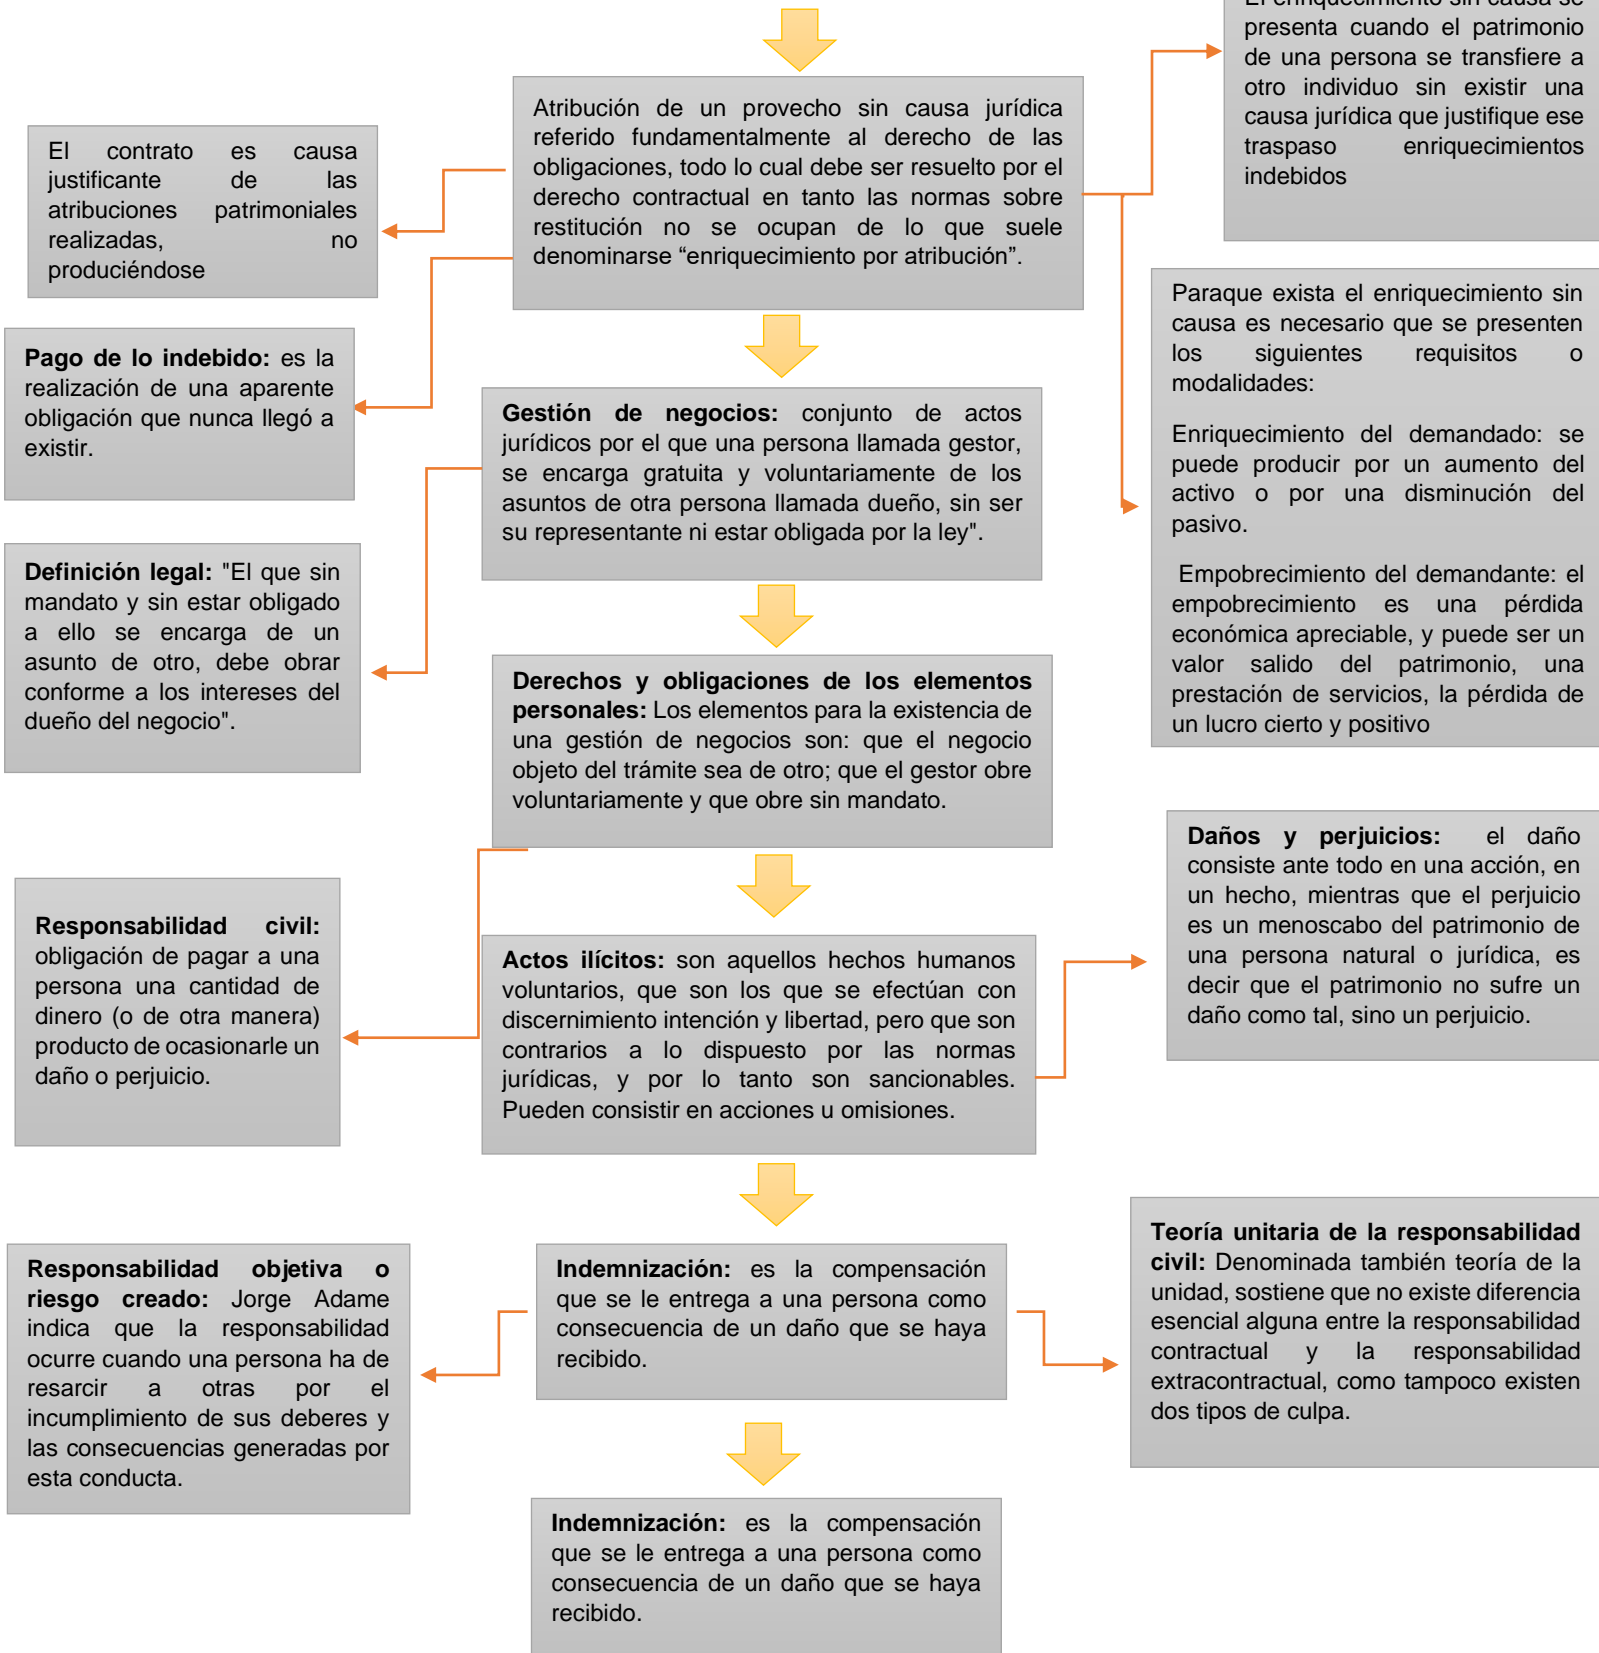 El enriquecimiento sin causa se
presenta cuando el patrimonio
de una persona se transfiere a
otro individuo sin existir una
causa jurídica que justifique ese
traspaso enriquecimientos
indebidos
Atribución de un provecho sin causa jurídica
referido fundamentalmente al derecho de las
obligaciones, todo lo cual debe ser resuelto por el
derecho contractual en tanto las normas sobre
restitución no se ocupan de lo que suele
denominarse “enriquecimiento por atribución”.
El contrato es causa
justificante de las
atribuciones patrimoniales
realizadas, no
produciéndose
Paraque exista el enriquecimiento sin
causa es necesario que se presenten
los siguientes requisitos o
modalidades:
Enriquecimiento del demandado: se
puede producir por un aumento del
activo o por una disminución del
pasivo.
Empobrecimiento del demandante: el
empobrecimiento es una pérdida
económica apreciable, y puede ser un
valor salido del patrimonio, una
prestación de servicios, la pérdida de
un lucro cierto y positivo
Pago de lo indebido: es la
realización de una aparente
obligación que nunca llegó a
existir.
Gestión de negocios: conjunto de actos
jurídicos por el que una persona llamada gestor,
se encarga gratuita y voluntariamente de los
asuntos de otra persona llamada dueño, sin ser
su representante ni estar obligada por la ley".
Definición legal: "El que sin
mandato y sin estar obligado
a ello se encarga de un
asunto de otro, debe obrar
conforme a los intereses del
dueño del negocio".
Derechos y obligaciones de los elementos
personales: Los elementos para la existencia de
una gestión de negocios son: que el negocio
objeto del trámite sea de otro; que el gestor obre
voluntariamente y que obre sin mandato.
Daños y perjuicios: el daño
consiste ante todo en una acción, en
un hecho, mientras que el perjuicio
es un menoscabo del patrimonio de
una persona natural o jurídica, es
decir que el patrimonio no sufre un
daño como tal, sino un perjuicio.
Responsabilidad civil:
obligación de pagar a una
persona una cantidad de
dinero (o de otra manera)
producto de ocasionarle un
daño o perjuicio.
Actos ilícitos: son aquellos hechos humanos
voluntarios, que son los que se efectúan con
discernimiento intención y libertad, pero que son
contrarios a lo dispuesto por las normas
jurídicas, y por lo tanto son sancionables.
Pueden consistir en acciones u omisiones.
Teoría unitaria de la responsabilidad
civil: Denominada también teoría de la
unidad, sostiene que no existe diferencia
esencial alguna entre la responsabilidad
contractual y la responsabilidad
extracontractual, como tampoco existen
dos tipos de culpa.
Responsabilidad objetiva o
riesgo creado: Jorge Adame
indica que la responsabilidad
ocurre cuando una persona ha de
resarcir a otras por el
incumplimiento de sus deberes y
las consecuencias generadas por
esta conducta.
Indemnización: es la compensación
que se le entrega a una persona como
consecuencia de un daño que se haya
recibido.
Indemnización: es la compensación
que se le entrega a una persona como
consecuencia de un daño que se haya
recibido.